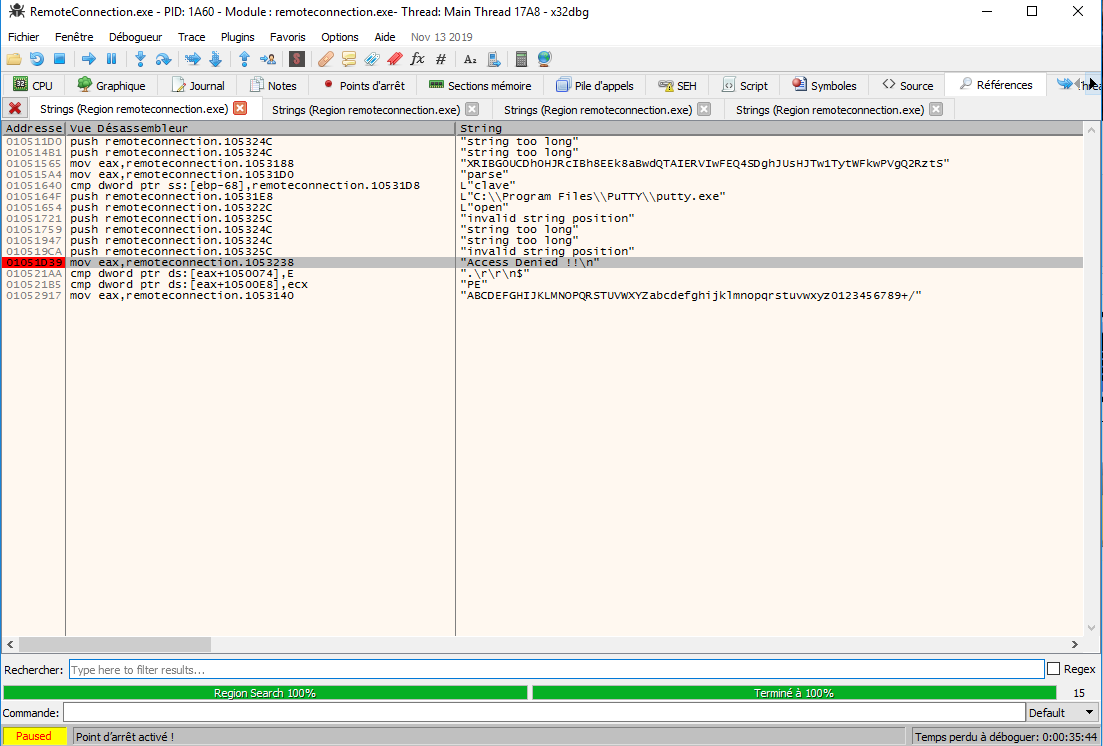 RemoteConnection.exe - PID: 1A60 - Module : remoteconnection.exe- Thread: Main Thread 17A8 - x32dbg
Fichier Fenêtre Débogueur Trace Plugins Favoris Options Aide Nov 13 2019
CPU Graphique Journal Notes Points d'arrêt Sections mémoire Pile d'appels SEH Script Symboles Source Références
Strings (Region remoteconnection.exe) Strings (Region remoteconnection.exe) Strings (Region remoteconnection.exe) Strings (Region remoteconnection.exe)
Addresse Vue Désassembleur String
010511D0 push remoteconnection.105324C "string too long"
010514B1 push remoteconnection.105324C "string too long"
01051565 mov eax,remoteconnection.1053188 "XRIBG0UCDhOHJRcIBh8EEk8aBwdQTAIERVIwFEQ4SDghJUsHJTw1TytWFkwPVgQ2RztS"
010515A4 mov eax,remoteconnection.10531D0 "parse"
01051640 cmp dword ptr ss:[ebp-68],remoteconnection.10531D8 L"clave"
0105164F push remoteconnection.10531E8 L"C:\\Program Files\\PuTTY\\putty.exe"
01051654 push remoteconnection.105322C L"open"
01051721 push remoteconnection.105325C "invalid string position"
01051759 push remoteconnection.105324C "string too long"
01051947 push remoteconnection.105324C "string too long"
010519CA push remoteconnection.105325C "invalid string position"
01051D39 mov eax,remoteconnection.1053238 "Access Denied !!\n"
010521AA cmp dword ptr ds:[eax+1050074],E ".\r\r\n$"
010521B5 cmp dword ptr ds:[eax+10500E8],ecx "PE"
01052917 mov eax,remoteconnection.1053140 "ABCDEFGHIJKLMNOPQRSTUVWXYZabcdefghijklmnopqrstuvwxyz0123456789+/"
Rechercher: Type here to filter results... Regex
Region Search 100% Terminé à 100% 15
Commande: Default
Paused Point d'arrêt activé ! Temps perdu à déboguer: 0:00:35:44